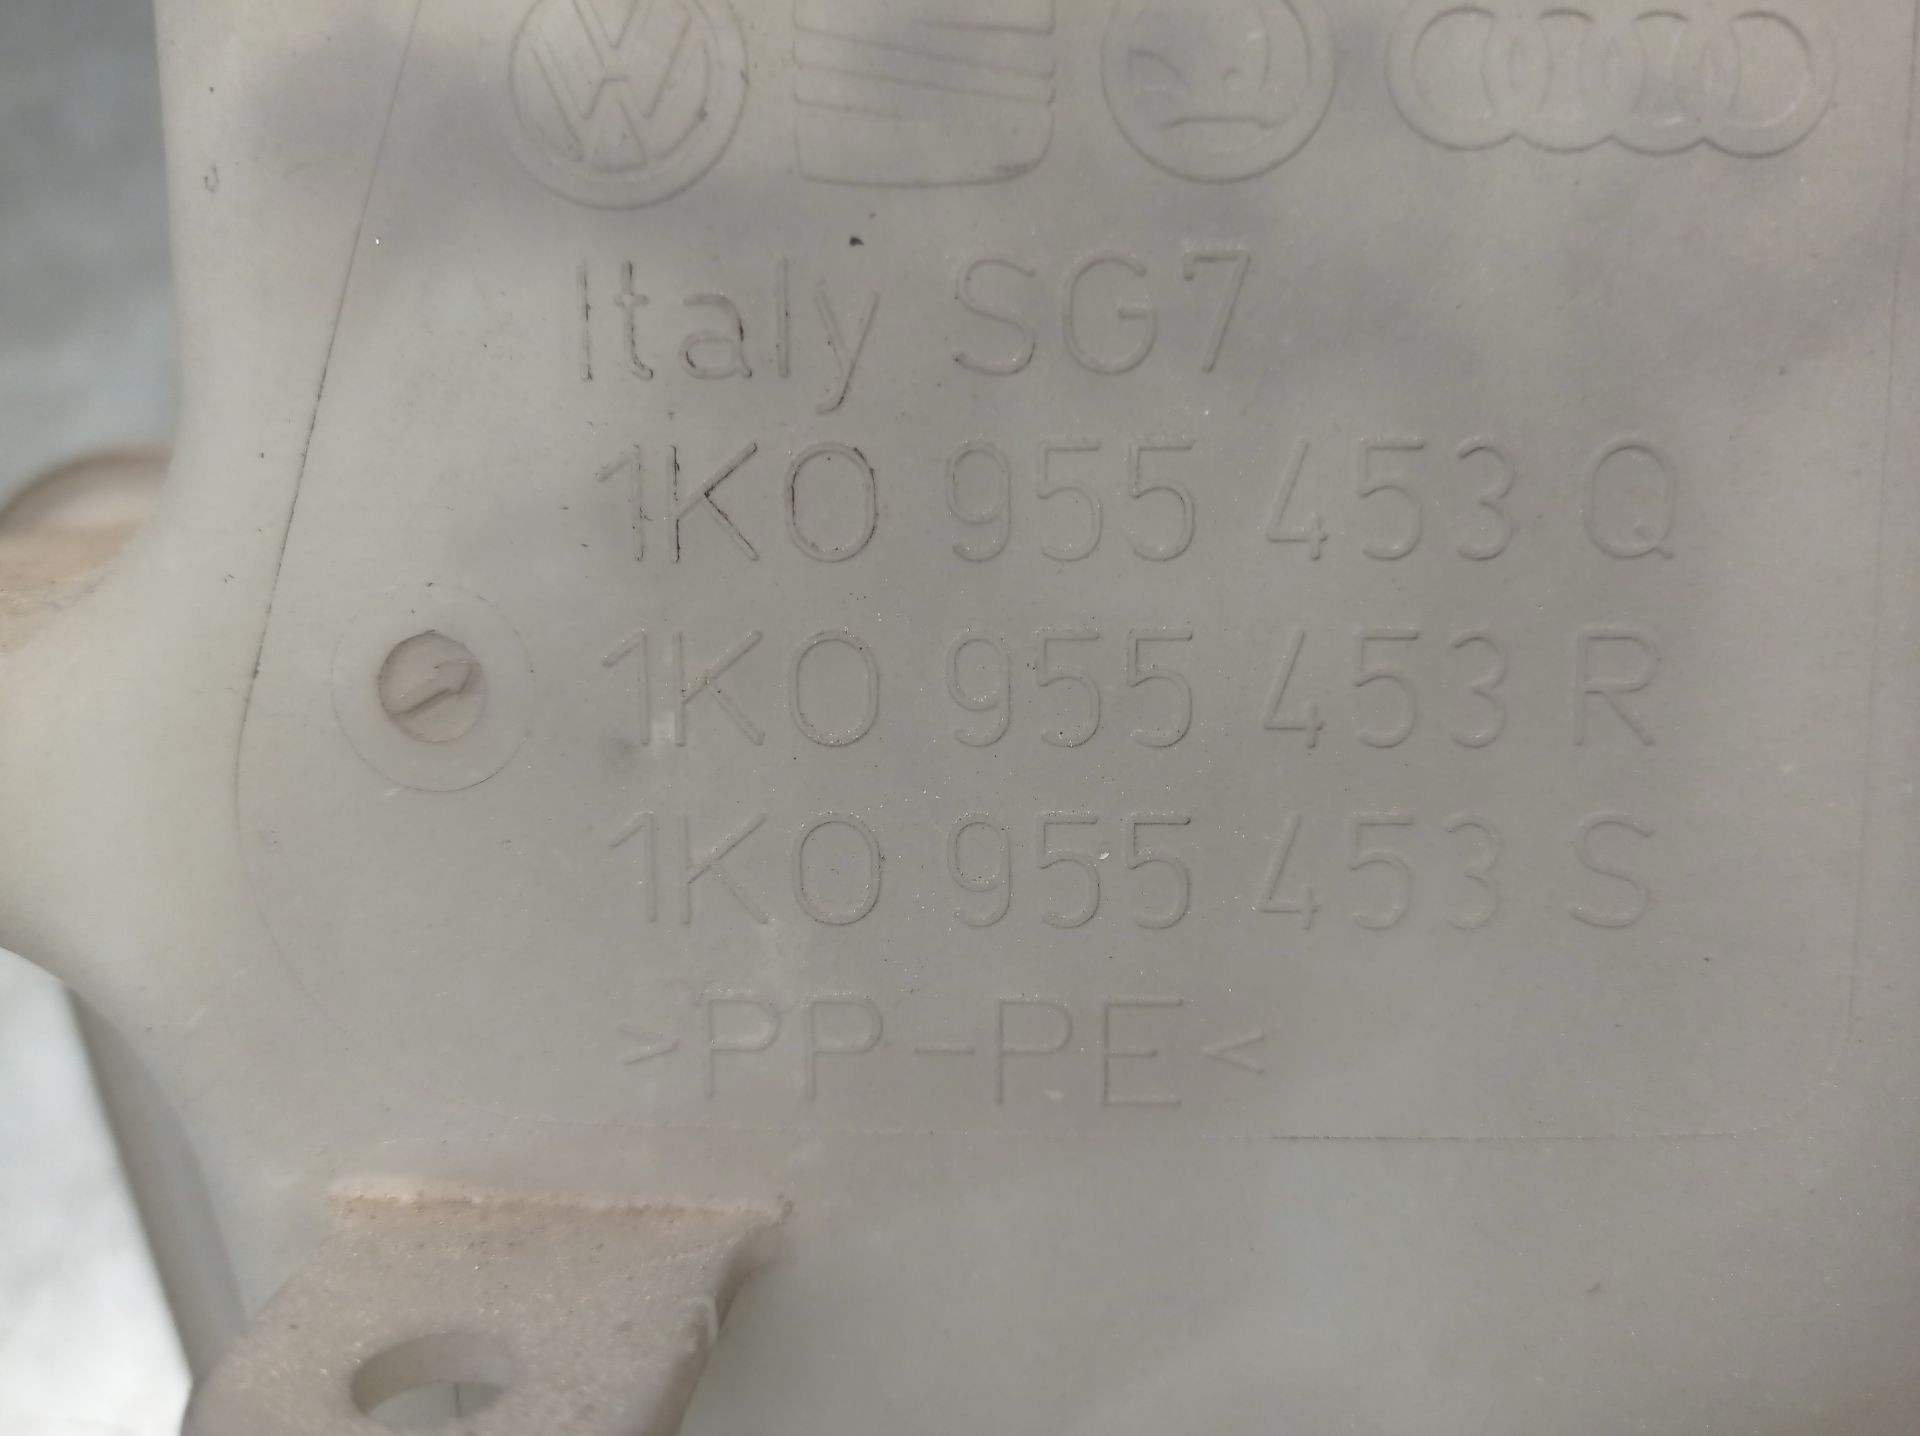 Italy SG7
1K0 955 453 Q
1K0 955 453 R
1K0 955 453 S
>PP-PE<